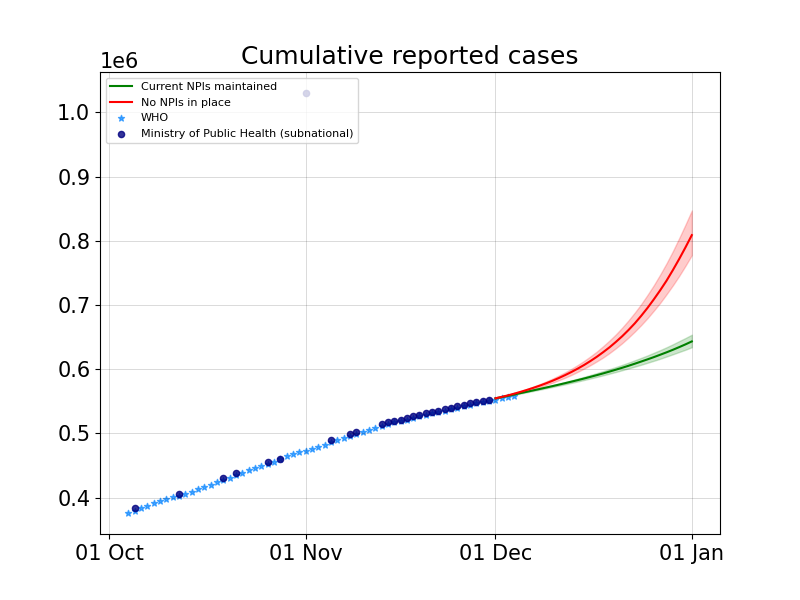 Cumulative reported cases
1e6
Current NPIs maintained
No NPIs in place
WHO
Ministry of Public Health (subnational)
1.0
0.9
0.8
0.7
0.6
0.5
0.4
01 Oct
01 Nov
01 Dec
01 Jan